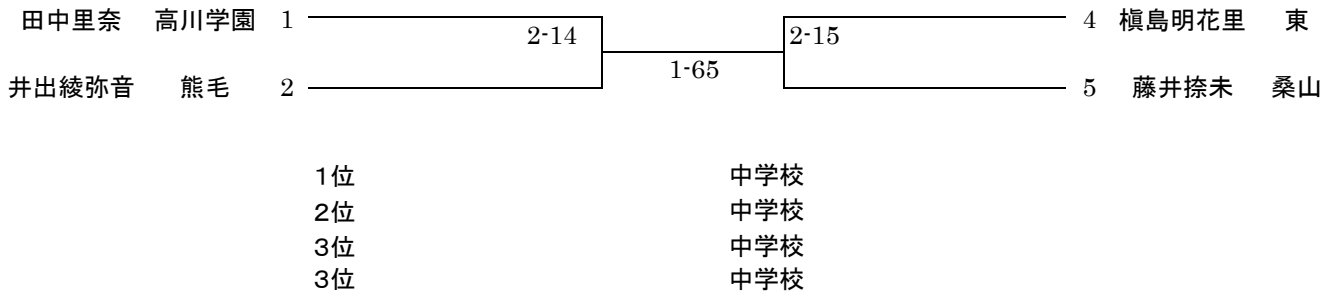 田中里奈 高川学園 1 2-14 2-15 4 槇島明花里 東
1-65
井出綾弥音 熊毛 2 5 藤井捺未 桑山
1位 中学校
2位 中学校
3位 中学校
3位 中学校